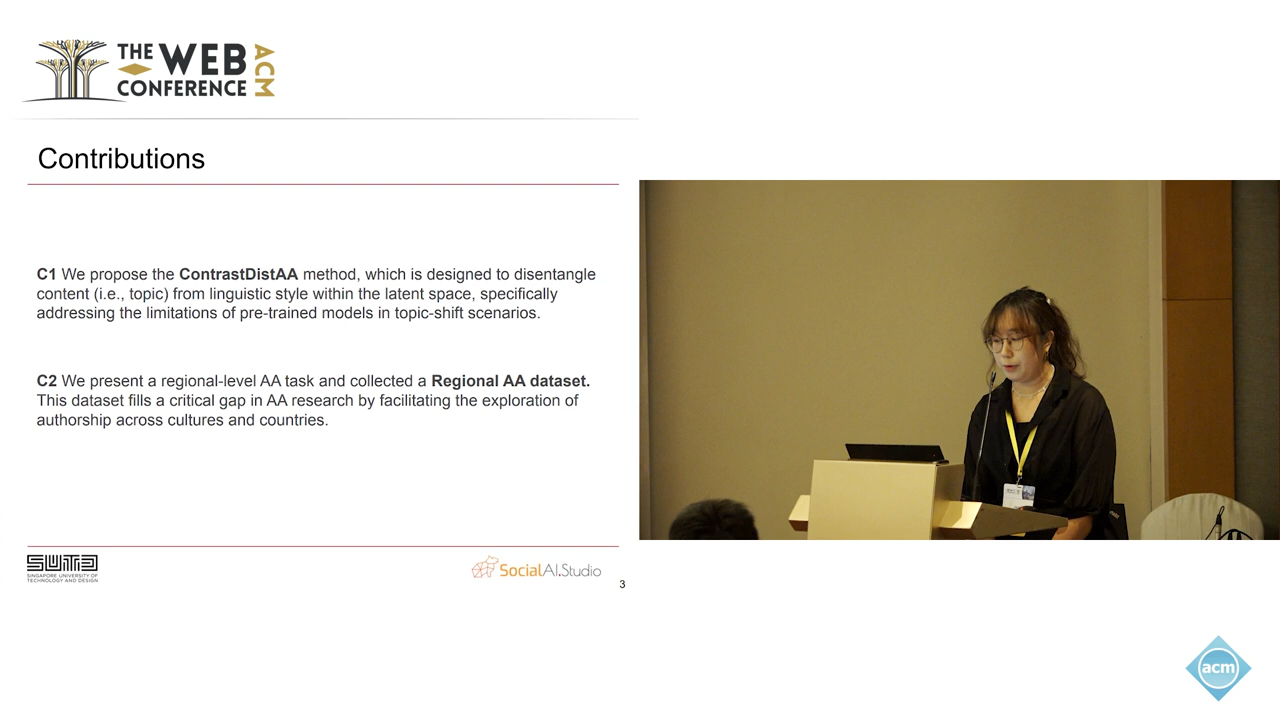 THE WEB
CONFERENCE
ACM
Contributions
C1 We propose the ContrastDistAA method, which is designed to disentangle
content (i.e., topic) from linguistic style within the latent space, specifically
addressing the limitations of pre-trained models in topic-shift scenarios.
C2 We present a regional-level AA task and collected a Regional AA dataset.
This dataset fills a critical gap in AA research by facilitating the exploration of
authorship across cultures and countries.
SUTD
SINGAPORE UNIVERSITY OF
TECHNOLOGY AND DESIGN
SocialAI.Studio
3
acm